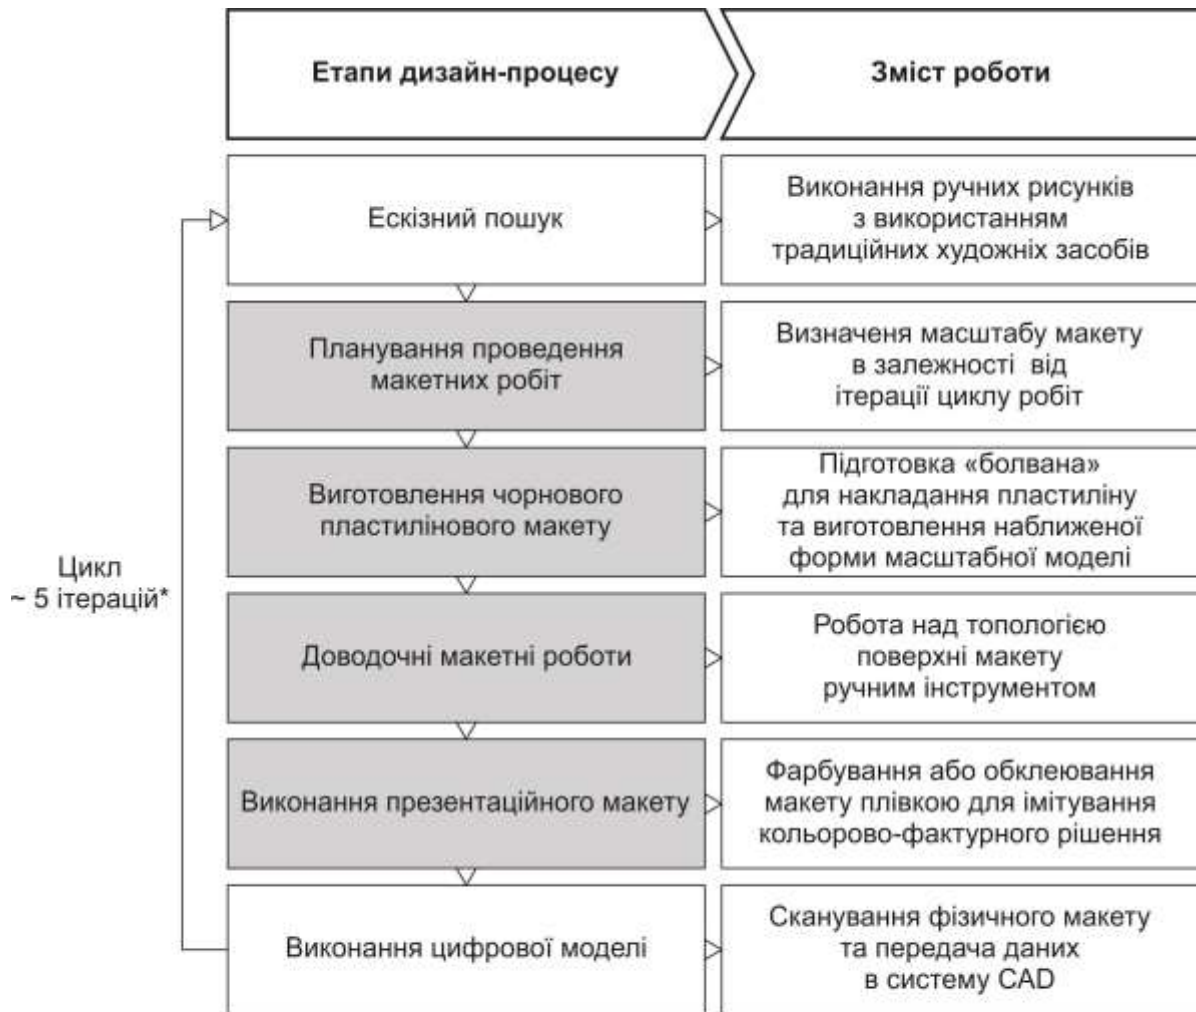 Етапи дизайн-процесу
Зміст роботи
Ескізний пошук
Виконання ручних рисунків
з використанням
традиційних художніх засобів
Планування проведення
макетних робіт
Визначеня масштабу макету
в залежності від
ітерації циклу робіт
Виготовлення чорнового
пластилінового макету
Підготовка «болвана»
для накладання пластиліну
та виготовлення наближеної
форми масштабної моделі
Цикл
~ 5 ітерацій*
Доводочні макетні роботи
Робота над топологією
поверхні макету
ручним інструментом
Виконання презентаційного макету
Фарбування або обклеювання
макету плівкою для імітування
кольорово-фактурного рішення
Виконання цифрової моделі
Сканування фізичного макету
та передача даних
в систему CAD